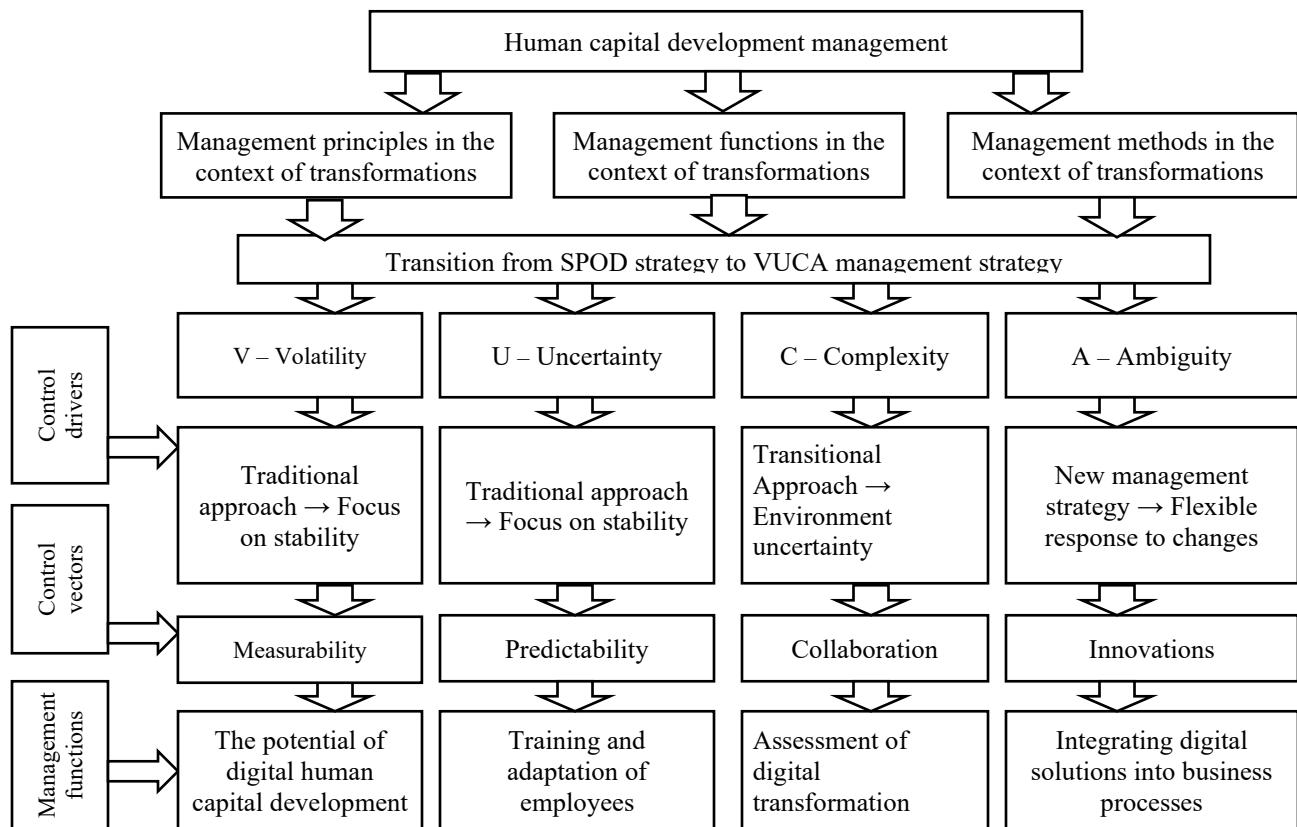 Human capital development management
Management principles in the
context of transformations
Management functions in the
context of transformations
Management methods in the
context of transformations
Transition from SPOD strategy to VUCA management strategy
V – Volatility
U – Uncertainty
C – Complexity
A – Ambiguity
Control
drivers
Traditional
approach → Focus
on stability
Traditional approach
→ Focus on stability
Transitional
Approach →
Environment
uncertainty
New management
strategy → Flexible
response to changes
Control
vectors
Measurability
Predictability
Collaboration
Innovations
Management
functions
The potential of
digital human
capital development
Training and
adaptation of
employees
Assessment of
digital
transformation
Integrating digital
solutions into business
processes